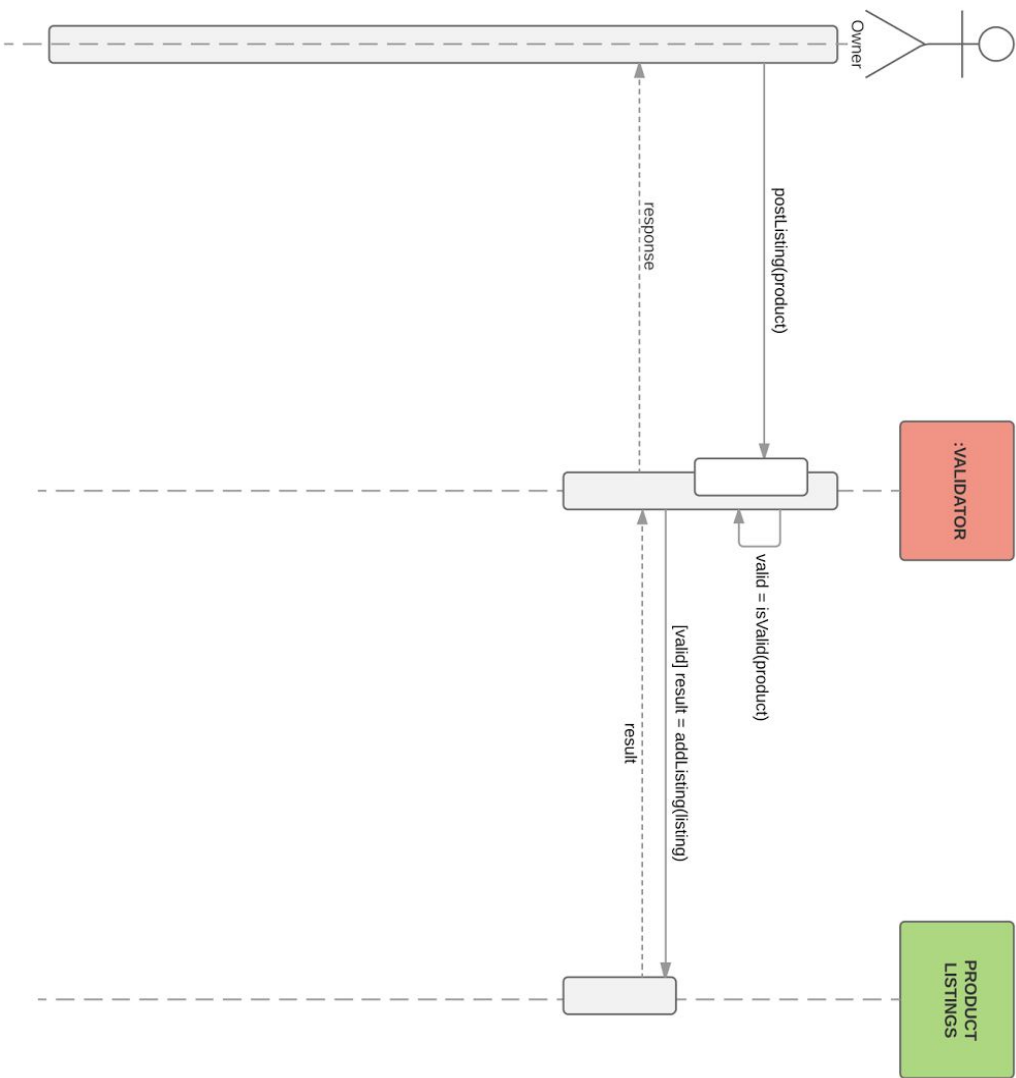 Owner
:VALIDATOR
PRODUCT
LISTINGS
postListing(product)
valid = isValid(product)
[valid] result = addListing(listing)
response
result